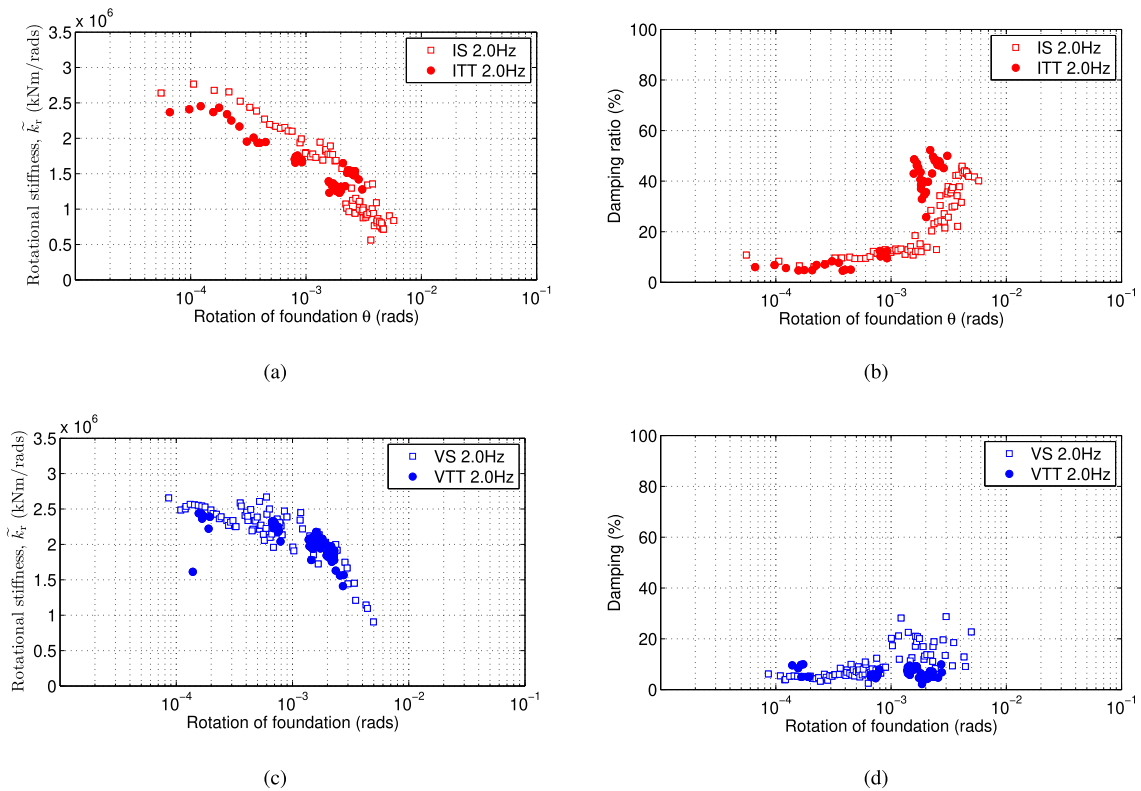 x 10^6
3.5
3
2.5
2
1.5
1
0.5
0
Rotational stiffness, k̃_r (kNm/rads)
IS 2.0Hz
ITT 2.0Hz
10^−4
10^−3
10^−2
10^−1
Rotation of foundation θ (rads)
(a)
100
80
60
40
20
0
Damping ratio (%)
IS 2.0Hz
ITT 2.0Hz
10^−4
10^−3
10^−2
10^−1
Rotation of foundation θ (rads)
(b)
x 10^6
3.5
3
2.5
2
1.5
1
0.5
0
Rotational stiffness, k̃_r (kNm/rads)
VS 2.0Hz
VTT 2.0Hz
10^−4
10^−3
10^−2
10^−1
Rotation of foundation (rads)
(c)
100
80
60
40
20
0
Damping (%)
VS 2.0Hz
VTT 2.0Hz
10^−4
10^−3
10^−2
10^−1
Rotation of foundation (rads)
(d)